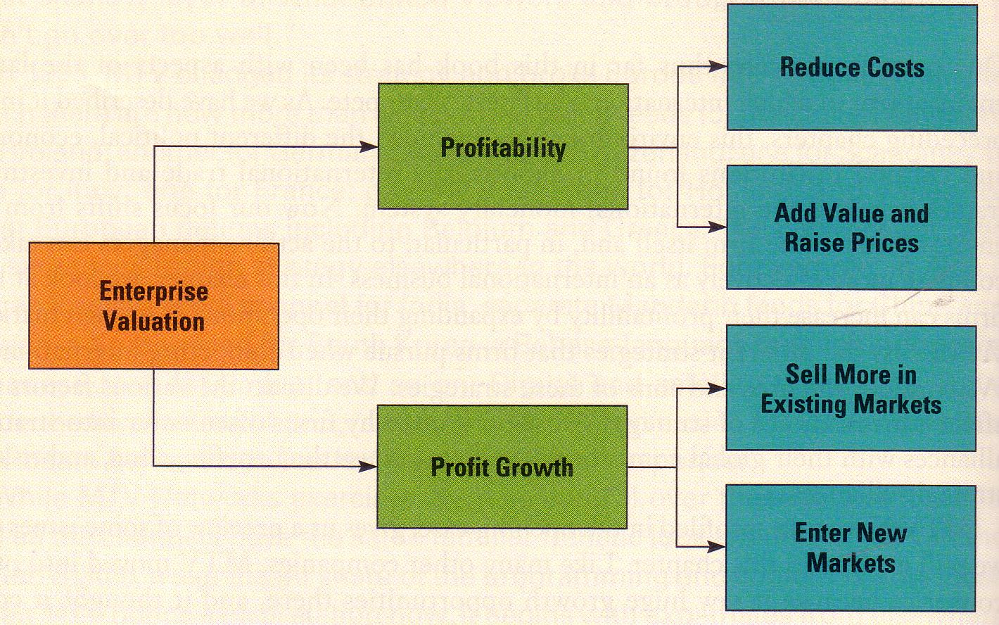 Enterprise
Valuation
Profitability
Profit Growth
Reduce Costs
Add Value and
Raise Prices
Sell More in
Existing Markets
Enter New
Markets